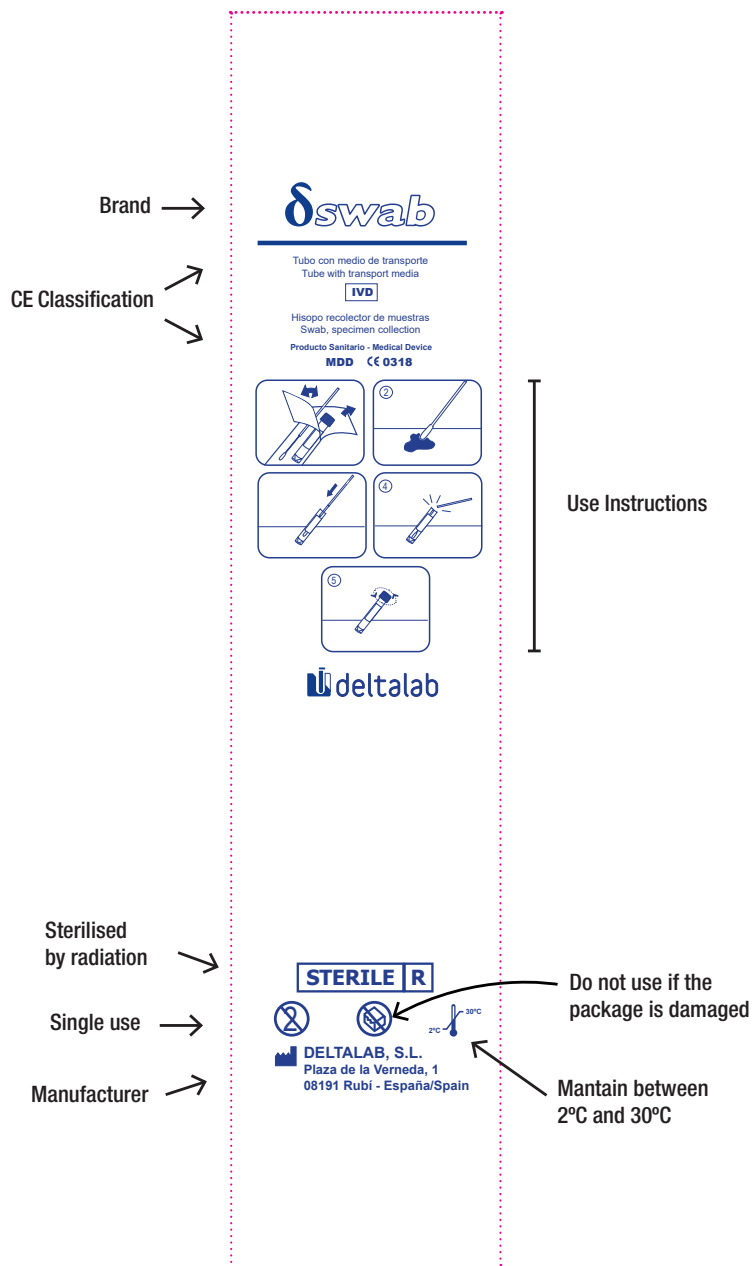 Brand
δswab
CE Classification
Tubo con medio de transporte
Tube with transport media
IVD
Hisopo recolector de muestras
Swab, specimen collection
Producto Sanitario - Medical Device
MDD CE 0318
2
4
5
Use Instructions
deltalab
Sterilised
by radiation
STERILE R
Do not use if the
package is damaged
Single use
2
2ºC
30ºC
Manufacturer
DELTALAB, S.L.
Plaza de la Verneda, 1
08191 Rubí - España/Spain
Mantain between
2ºC and 30ºC